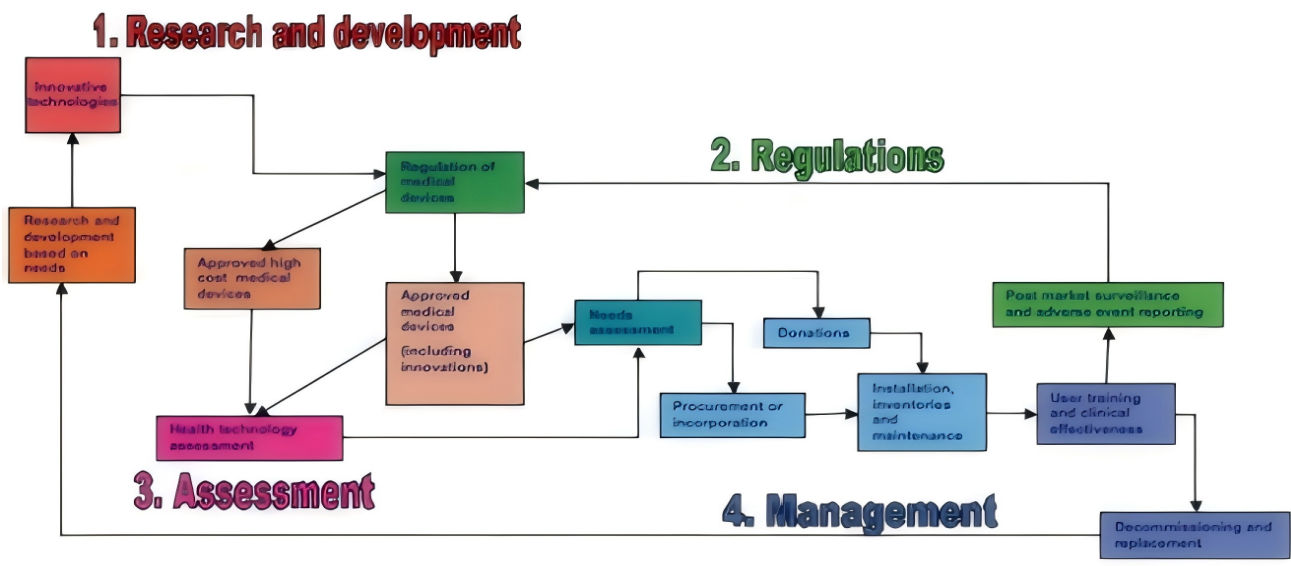 1. Research and development
Innovative
technologies
2. Regulations
Regulation of
medical
devices
Research and
development
based on
needs
Approved high
cost medical
devices
Approved
medical
devices
(including
innovations)
Needs
assessment
Donations
Post market surveillance
and adverse event reporting
Procurement or
incorporation
Installation,
inventories
and
maintenance
User training
and clinical
effectiveness
Health technology
assessment
3. Assessment
4. Management
Decommissioning and
replacement